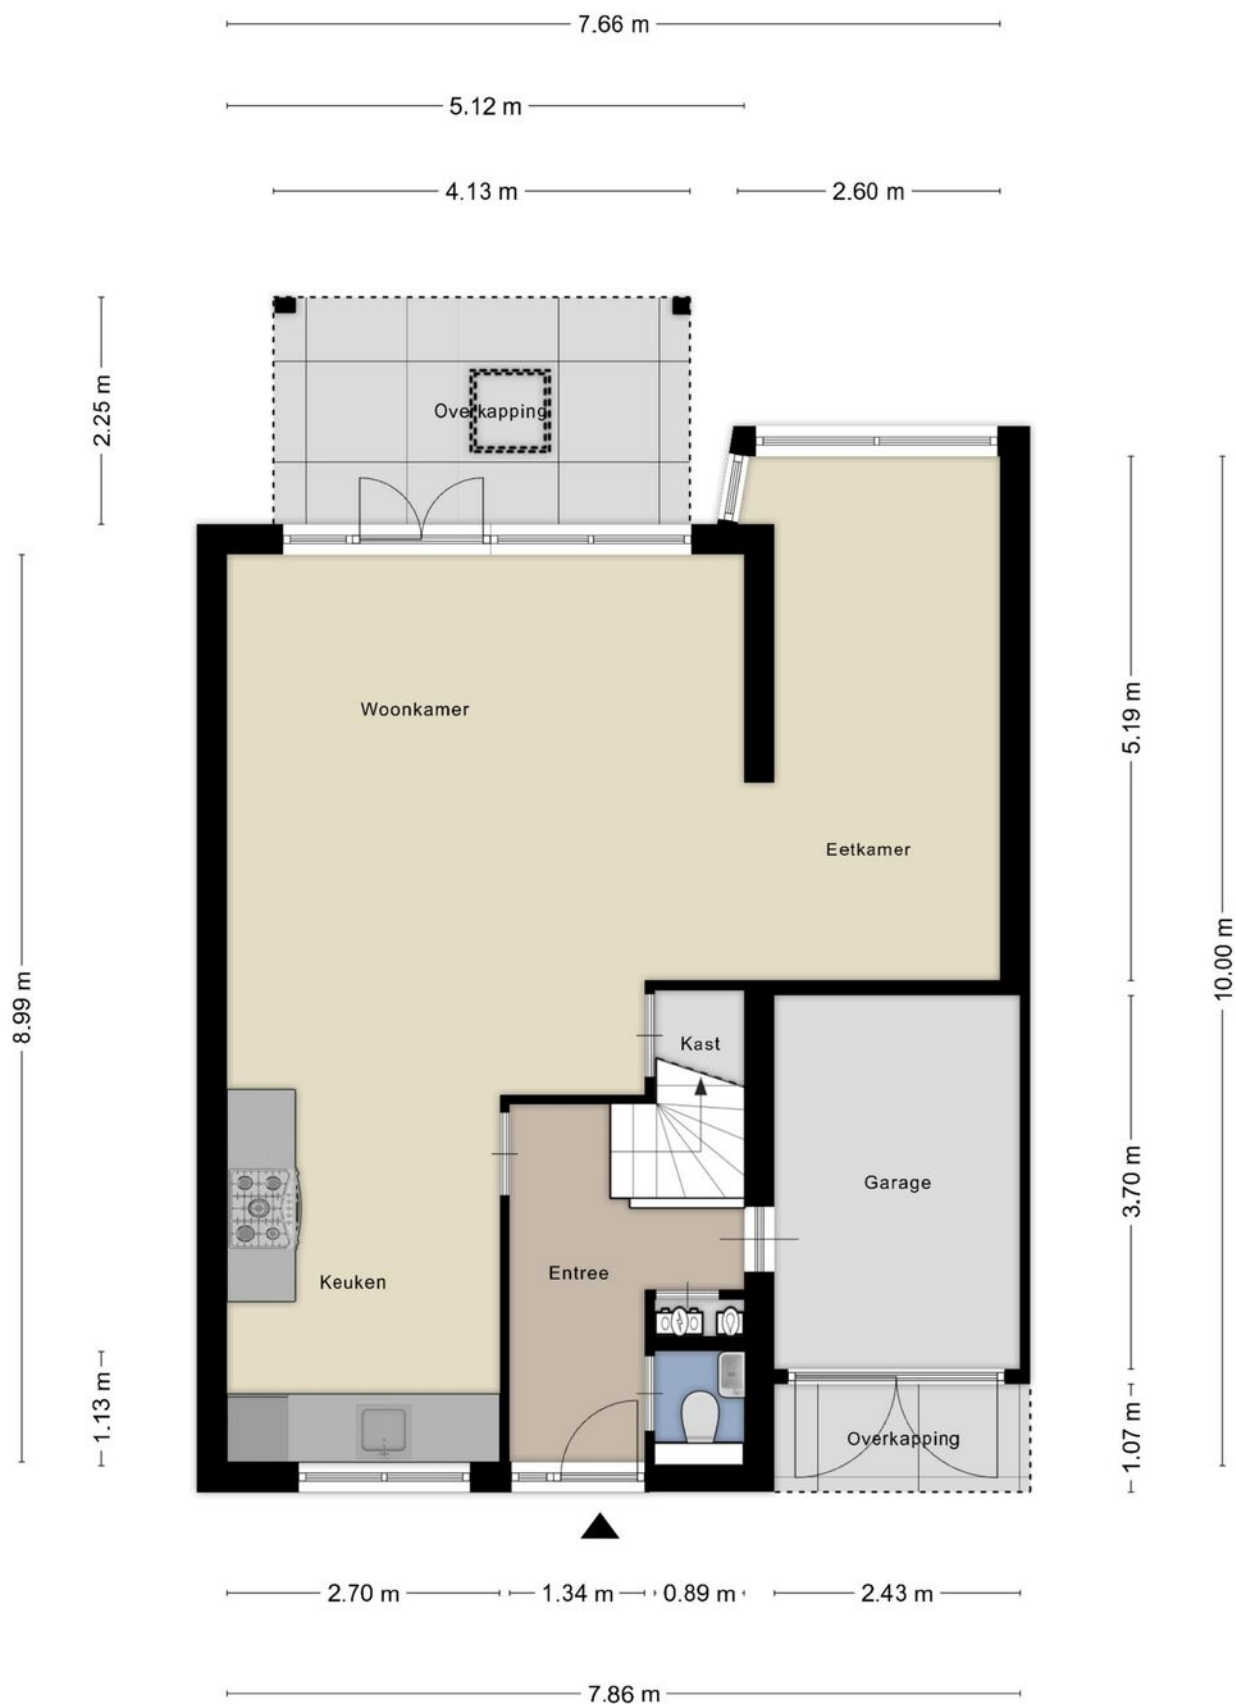 7.66 m
5.12 m
4.13 m
2.60 m
2.25 m
Overkapping
Woonkamer
5.19 m
Eetkamer
10.00 m
8.99 m
Kast
3.70 m
Garage
Entree
Keuken
1.13 m
Overkapping
1.07 m
2.70 m
1.34 m
0.89 m
2.43 m
7.86 m